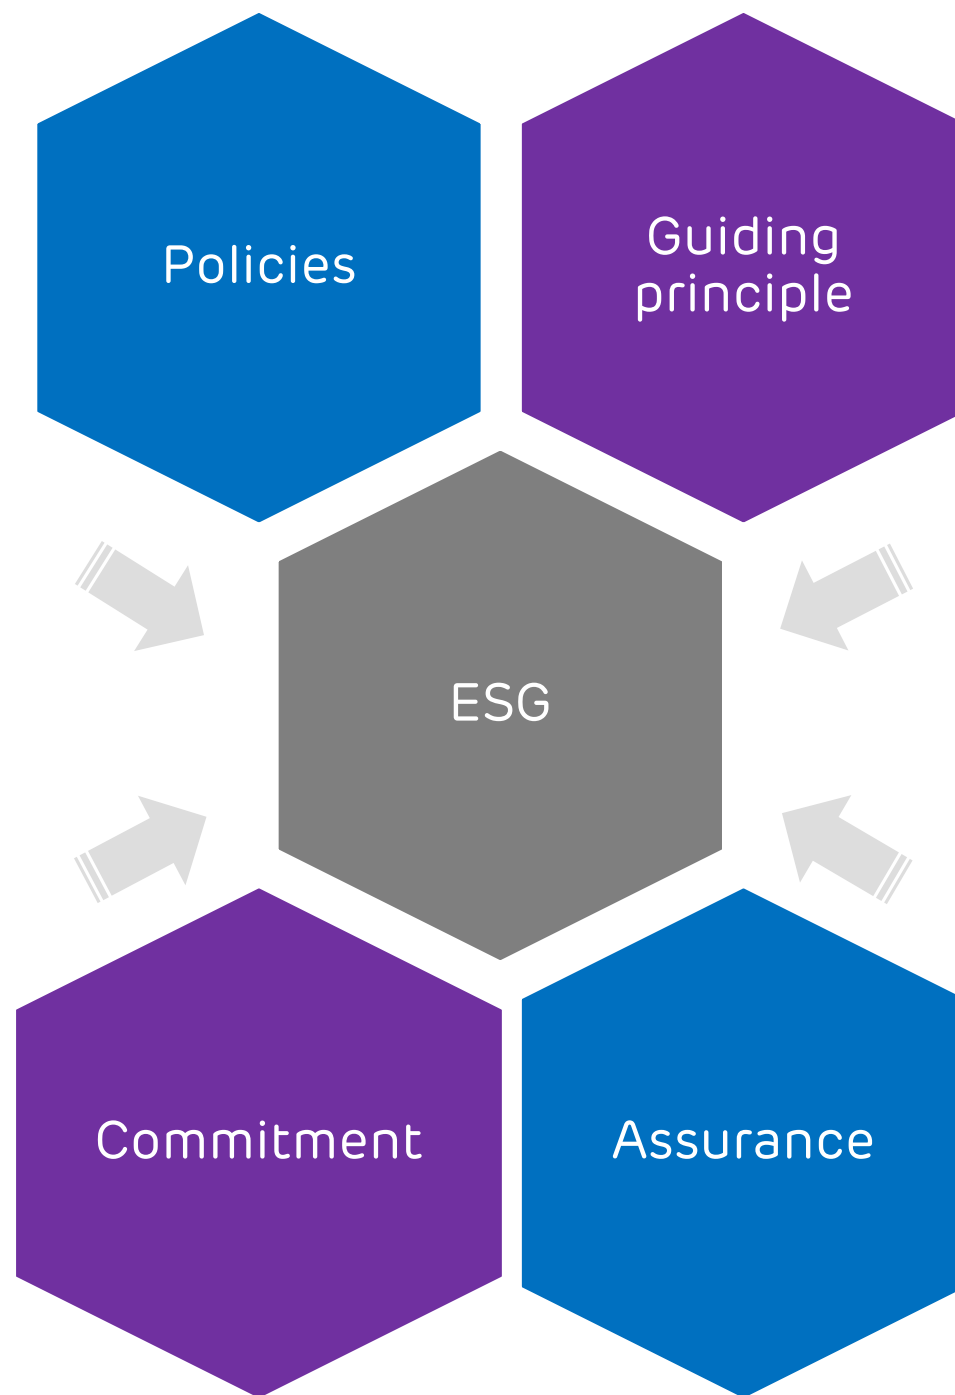 Policies
Guiding
principle
ESG
Commitment
Assurance